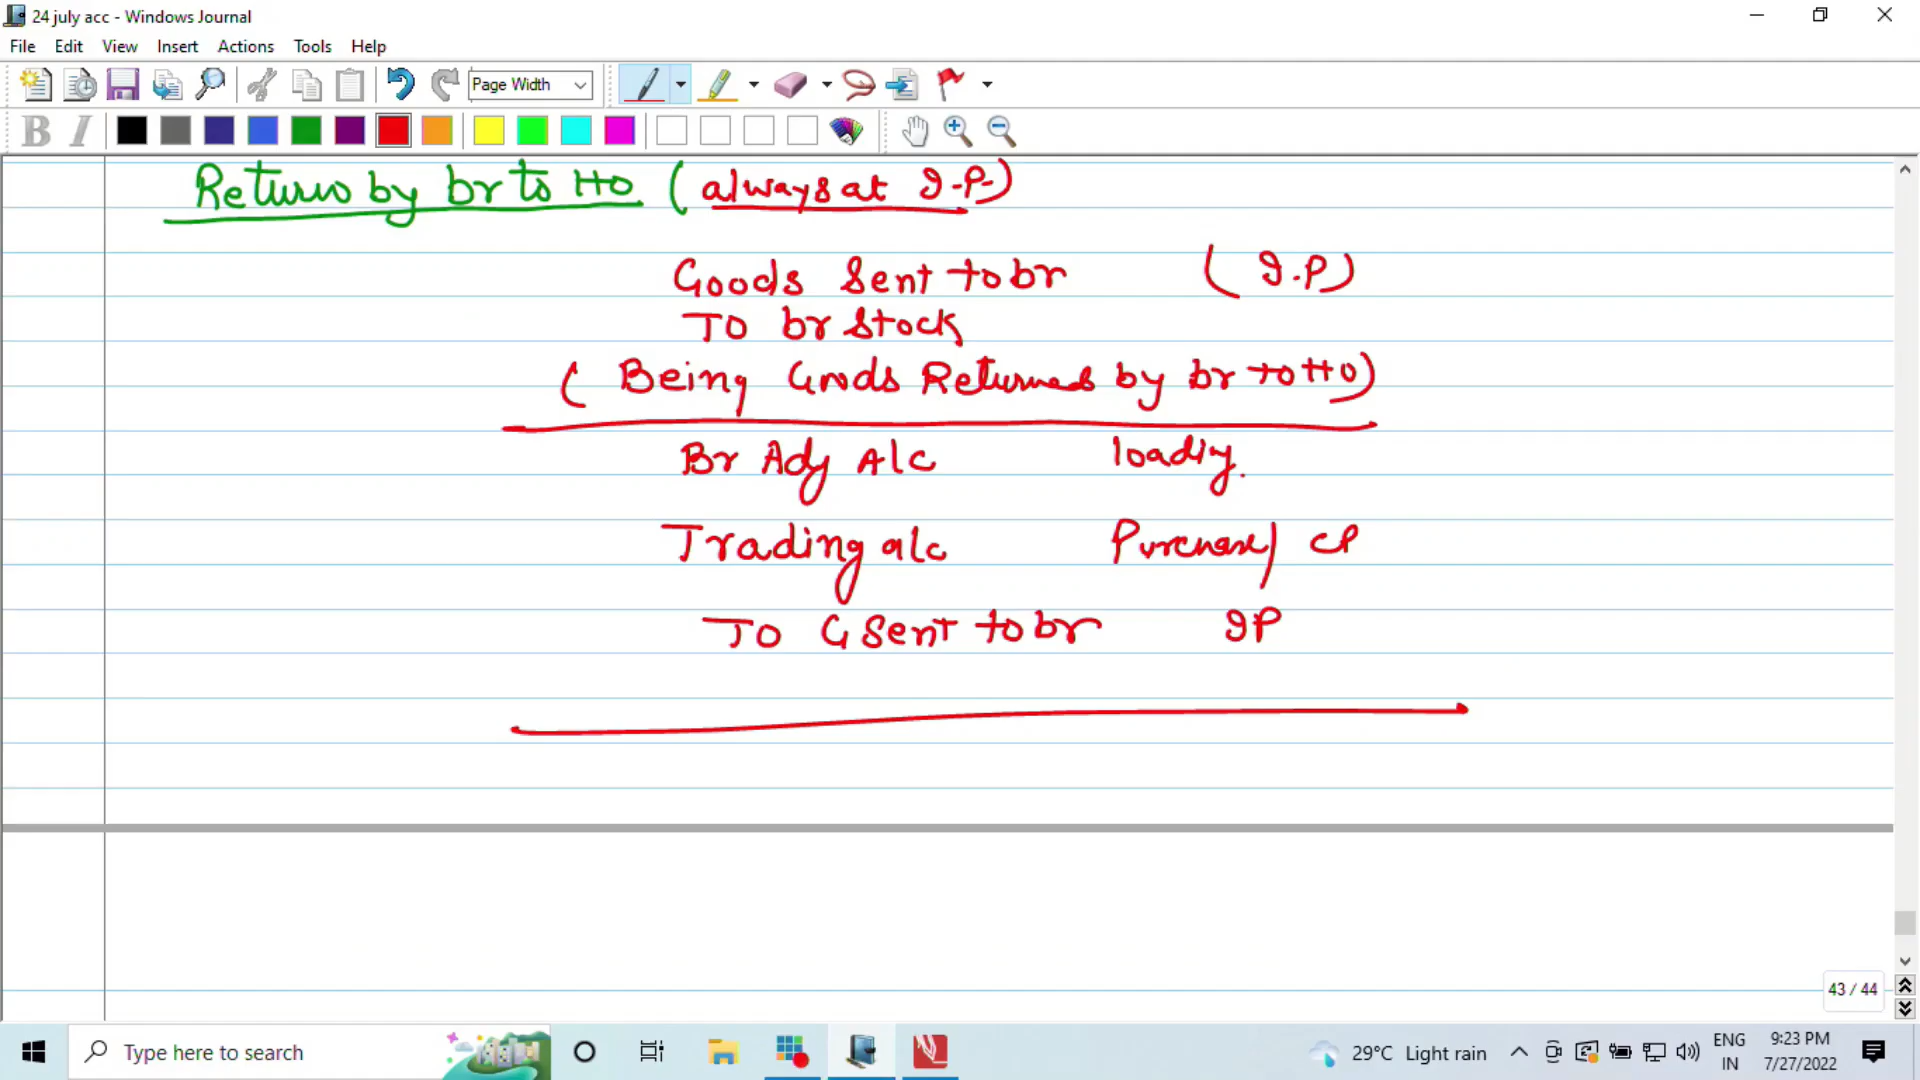 24 july acc - Windows Journal
File Edit View Insert Actions Tools Help
Page Width
B I
Returns by br to HO ( always at I.P.)
Goods Sent to br ( I.P)
To br Stock
( Being Goods Returned by br to HO)
Br Adj A/c loading.
Trading a/c Purchase/ CP
To G Sent to br IP
43 / 44
Type here to search
29°C Light rain
ENG
IN
9:23 PM
7/27/2022